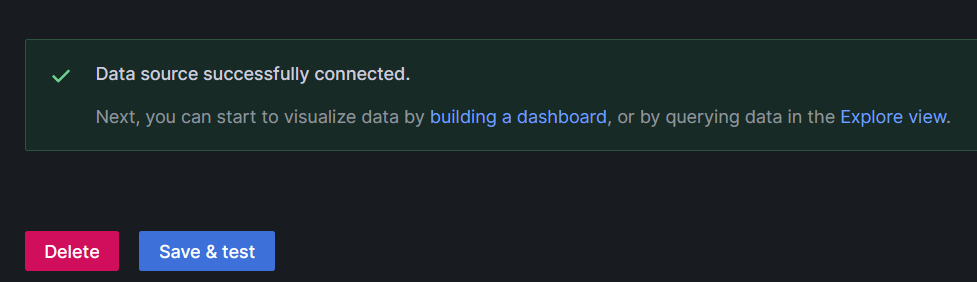 Data source successfully connected.
Next, you can start to visualize data by building a dashboard, or by querying data in the Explore view.
Delete
Save & test